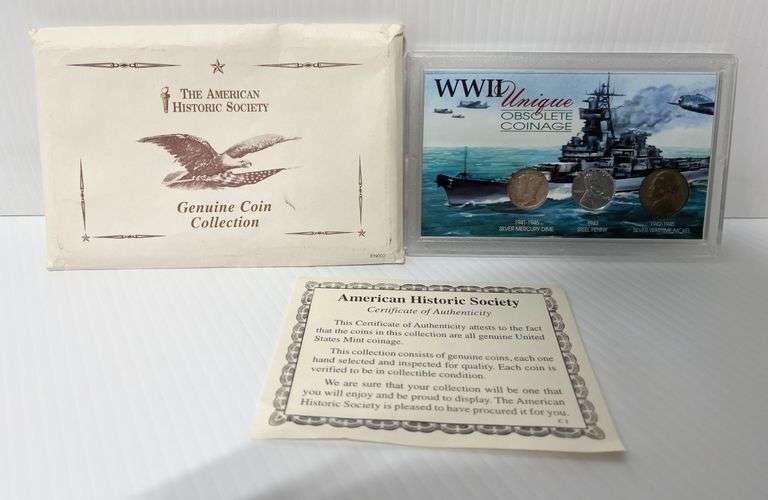 THE AMERICAN
HISTORIC SOCIETY
Genuine Coin
Collection
WWII
Unique
OBSOLETE
COINAGE
1941-1945
SILVER MERCURY DIME
1943
STEEL PENNY
1942-1945
SILVER WARTIME NICKEL
American Historic Society
Certificate of Authenticity
This Certificate of Authenticity attests to the fact
that the coins in this collection are all genuine United
States Mint coinage.
This collection consists of genuine coins, each one
hand selected and inspected for quality. Each coin is
verified to be in collectible condition.
We are sure that your collection will be one that
you will enjoy and be proud to display. The American
Historic Society is pleased to have procured it for you.